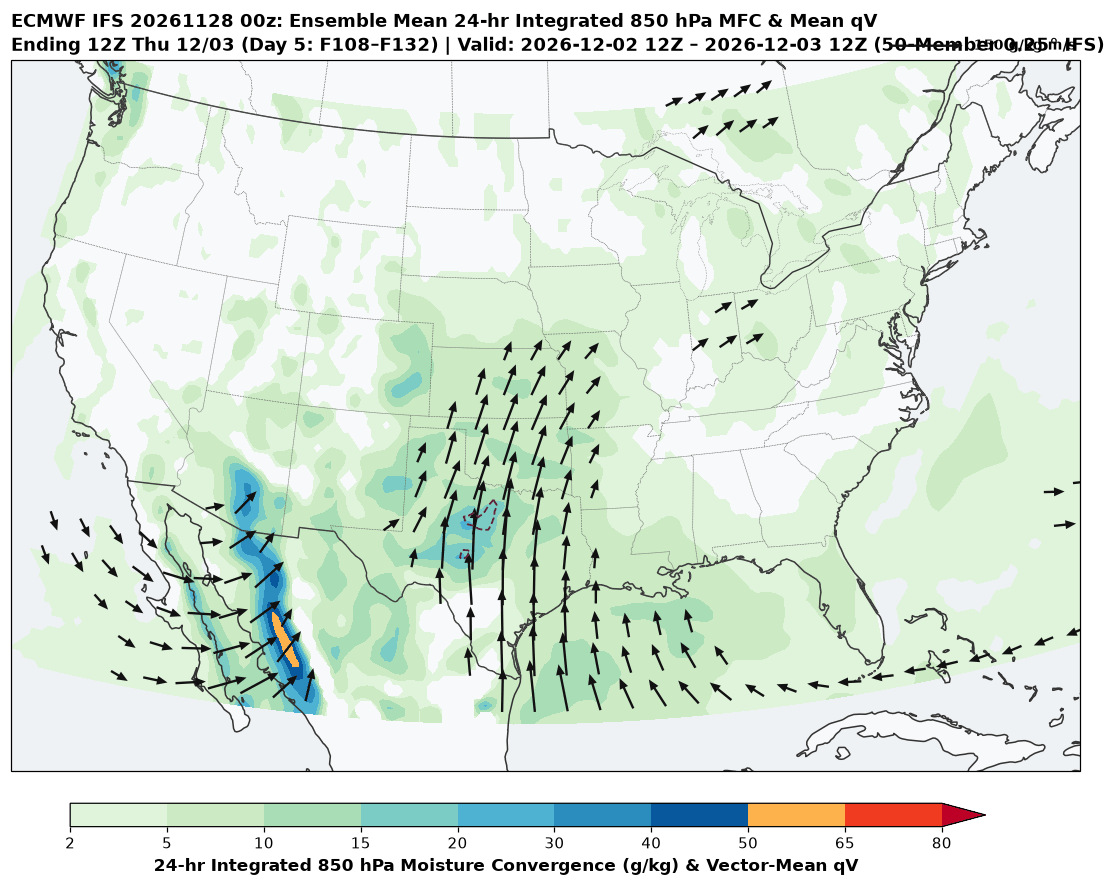 ECMWF IFS 20261128 00z: Ensemble Mean 24-hr Integrated 850 hPa MFC & Mean qV
Ending 12Z Thu 12/03 (Day 5: F108–F132) | Valid: 2026-12-02 12Z – 2026-12-03 12Z (50-Member 0.25° IFS)
2 5 10 15 20 30 40 50 65 80
24-hr Integrated 850 hPa Moisture Convergence (g/kg) & Vector-Mean qV